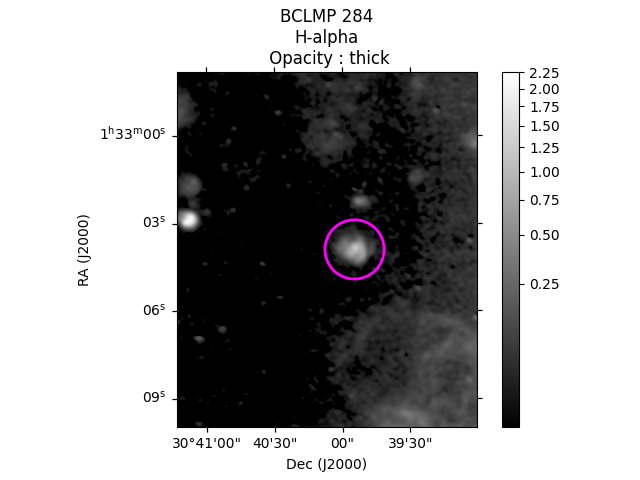 BCLMP 284
H-alpha
Opacity : thick
1ʰ33ᵐ00ˢ
03ˢ
06ˢ
09ˢ
RA (J2000)
30°41'00"
40'30"
00"
39'30"
Dec (J2000)
2.25
2.00
1.75
1.50
1.25
1.00
0.75
0.50
0.25